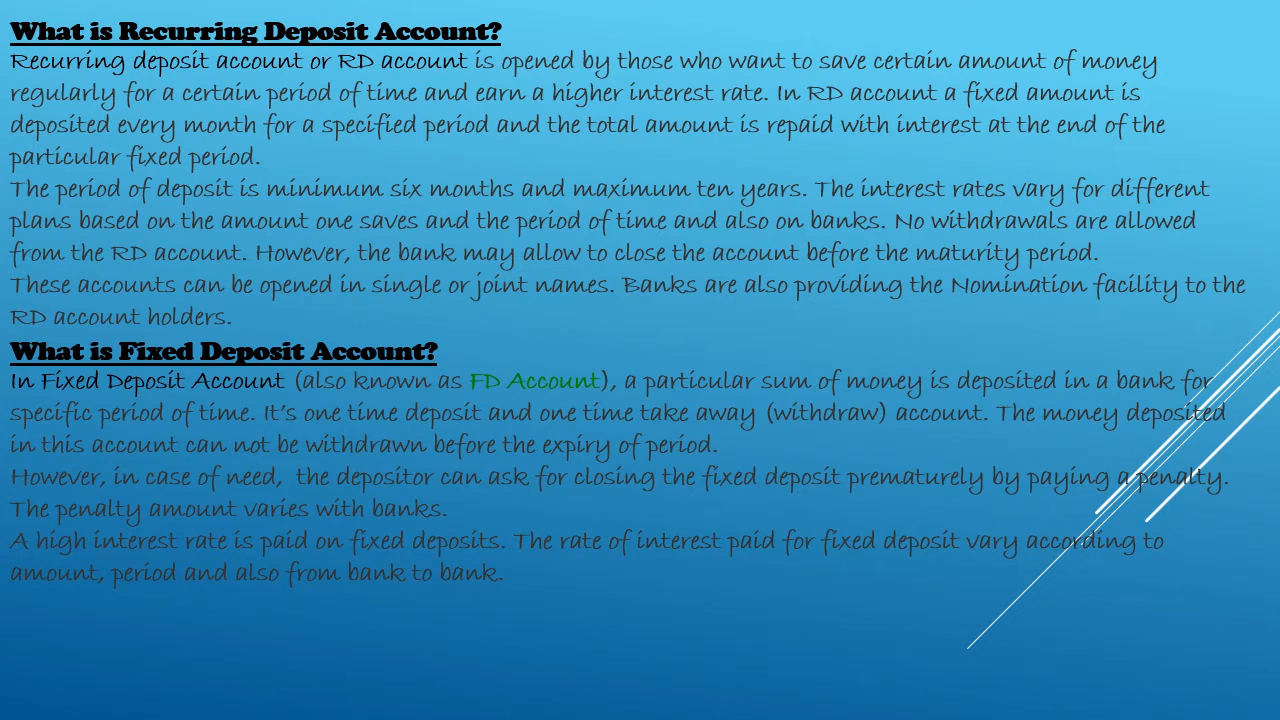 What is Recurring Deposit Account?
Recurring deposit account or RD account is opened by those who want to save certain amount of money
regularly for a certain period of time and earn a higher interest rate. In RD account a fixed amount is
deposited every month for a specified period and the total amount is repaid with interest at the end of the
particular fixed period.
The period of deposit is minimum six months and maximum ten years. The interest rates vary for different
plans based on the amount one saves and the period of time and also on banks. No withdrawals are allowed
from the RD account. However, the bank may allow to close the account before the maturity period.
These accounts can be opened in single or joint names. Banks are also providing the Nomination facility to the
RD account holders.
What is Fixed Deposit Account?
In Fixed Deposit Account (also known as FD Account), a particular sum of money is deposited in a bank for
specific period of time. It's one time deposit and one time take away (withdraw) account. The money deposited
in this account can not be withdrawn before the expiry of period.
However, in case of need, the depositor can ask for closing the fixed deposit prematurely by paying a penalty.
The penalty amount varies with banks.
A high interest rate is paid on fixed deposits. The rate of interest paid for fixed deposit vary according to
amount, period and also from bank to bank.